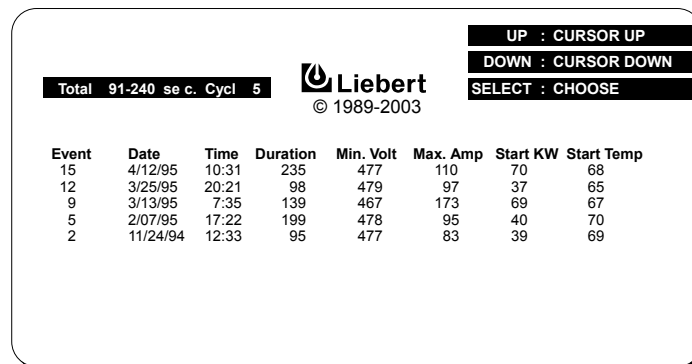 UP : CURSOR UP
DOWN : CURSOR DOWN
SELECT : CHOOSE
Total 91-240 se c. Cycl 5
Liebert
© 1989-2003
Event Date Time Duration Min. Volt Max. Amp Start KW Start Temp
15 4/12/95 10:31 235 477 110 70 68
12 3/25/95 20:21 98 479 97 37 65
9 3/13/95 7:35 139 467 173 69 67
5 2/07/95 17:22 199 478 95 40 70
2 11/24/94 12:33 95 477 83 39 69